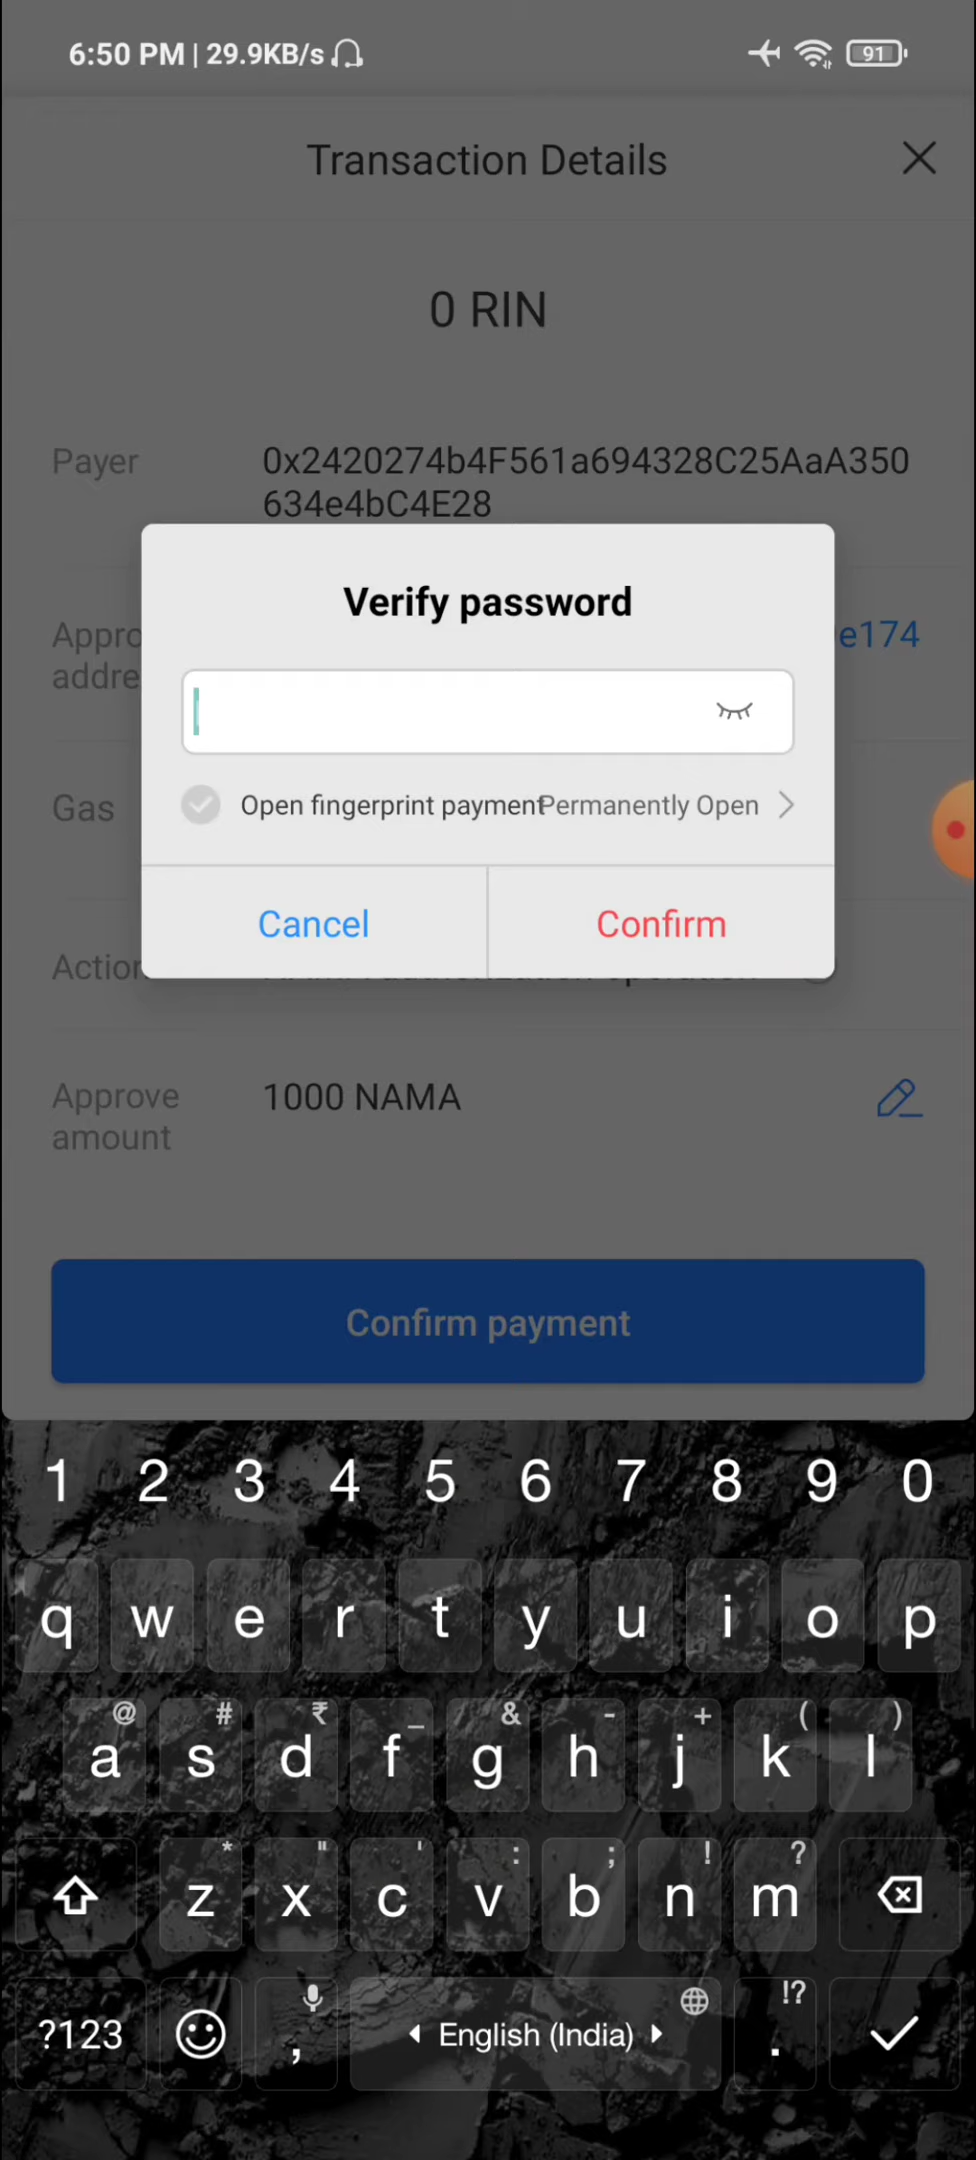 6:50 PM | 29.9KB/s
91
Transaction Details
0 RIN
Payer
0x2420274b4F561a694328C25AaA350
634e4bC4E28
Verify password
Appro
addre
e174
Open fingerprint payment
Permanently Open
Gas
Cancel
Confirm
Action
Approve
amount
1000 NAMA
Confirm payment
1 2 3 4 5 6 7 8 9 0
q w e r t y u i o p
@ # ₹ _ & - + ( )
a s d f g h j k l
* " ' : ; ! ?
z x c v b n m
!?
?123 , English (India) .